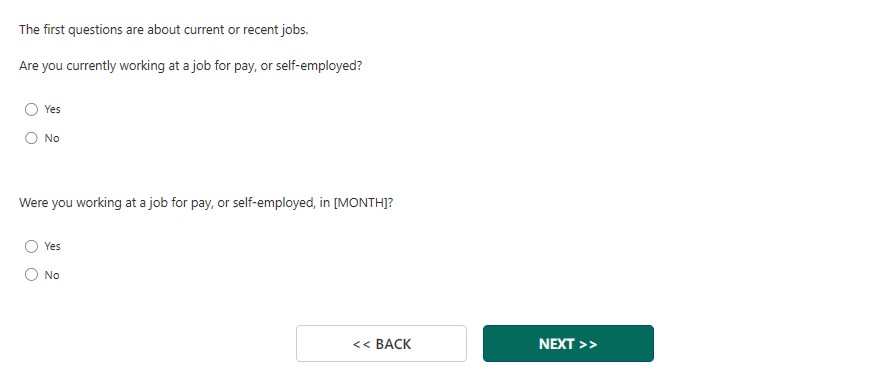 The first questions are about current or recent jobs.
Are you currently working at a job for pay, or self-employed?
Yes
No
Were you working at a job for pay, or self-employed, in [MONTH]?
Yes
No
<< BACK
NEXT >>